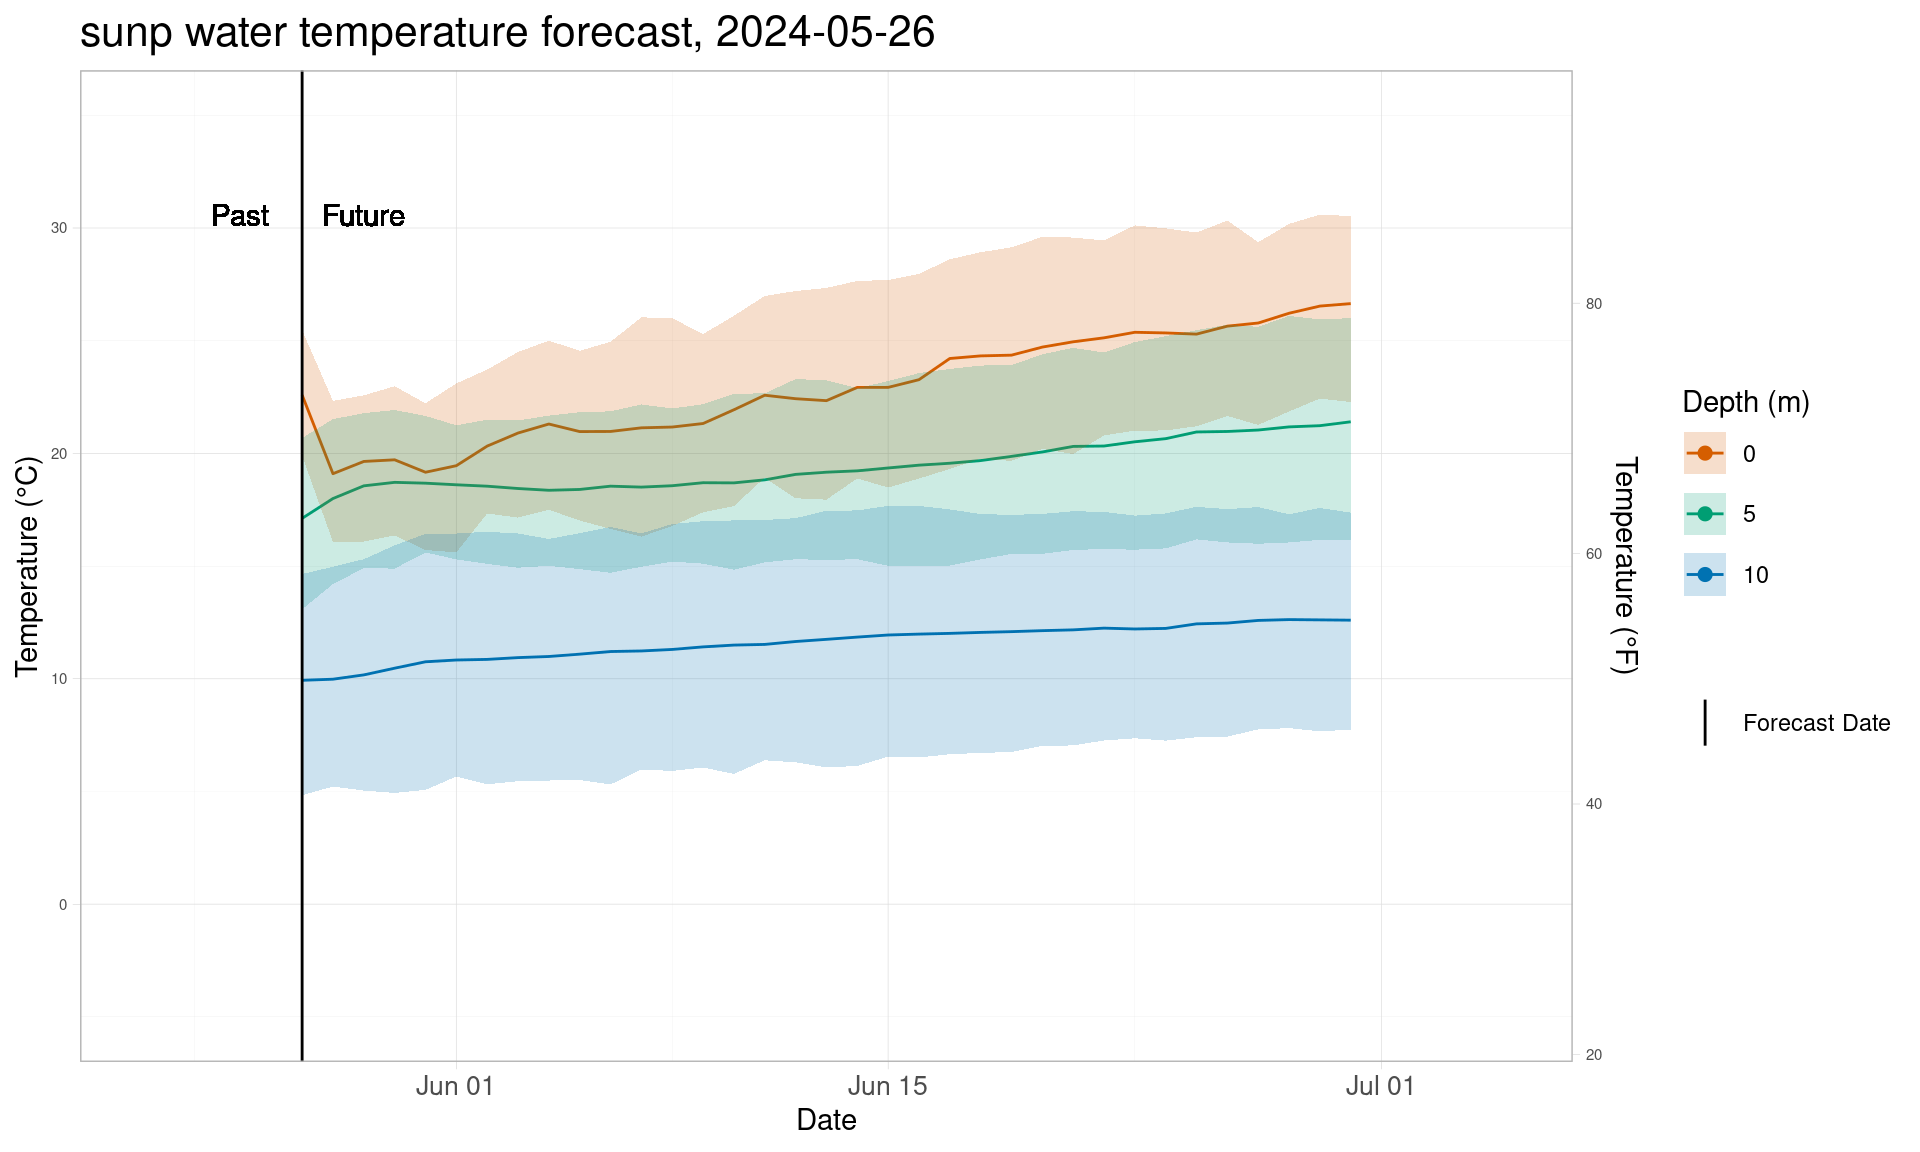 sunp water temperature forecast, 2024-05-26
Past
Future
30
20
10
0
Temperature (°C)
80
60
40
20
Temperature (°F)
Jun 01
Jun 15
Jul 01
Date
Depth (m)
0
5
10
Forecast Date